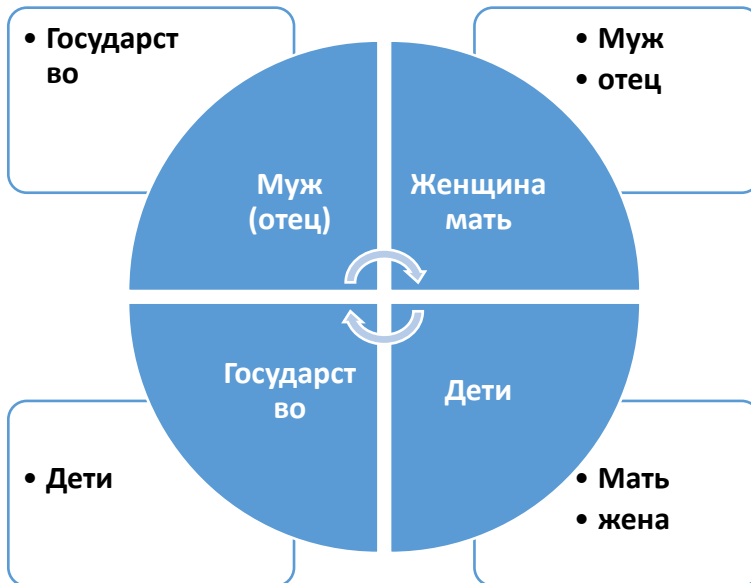 • Государст
во
• Муж
• отец
Муж
(отец)
Женщина
мать
Государст
во
Дети
• Дети
• Мать
• жена